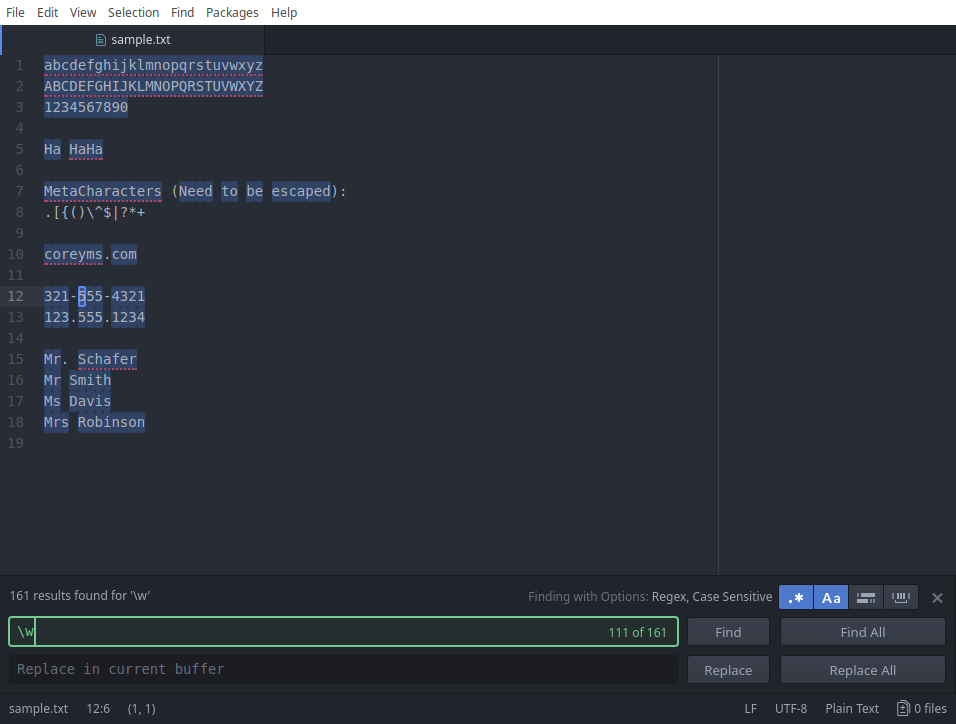 File Edit View Selection Find Packages Help
sample.txt
1 abcdefghijklmnopqrstuvwxyz
2 ABCDEFGHIJKLMNOPQRSTUVWXYZ
3 1234567890
4
5 Ha HaHa
6
7 MetaCharacters (Need to be escaped):
8 .[{()\^$|?*+
9
10 coreyms.com
11
12 321-555-4321
13 123.555.1234
14
15 Mr. Schafer
16 Mr Smith
17 Ms Davis
18 Mrs Robinson
19
161 results found for '\w' Finding with Options: Regex, Case Sensitive .* Aa
\w 111 of 161 Find Find All
Replace in current buffer Replace Replace All
sample.txt 12:6 (1, 1) LF UTF-8 Plain Text 0 files